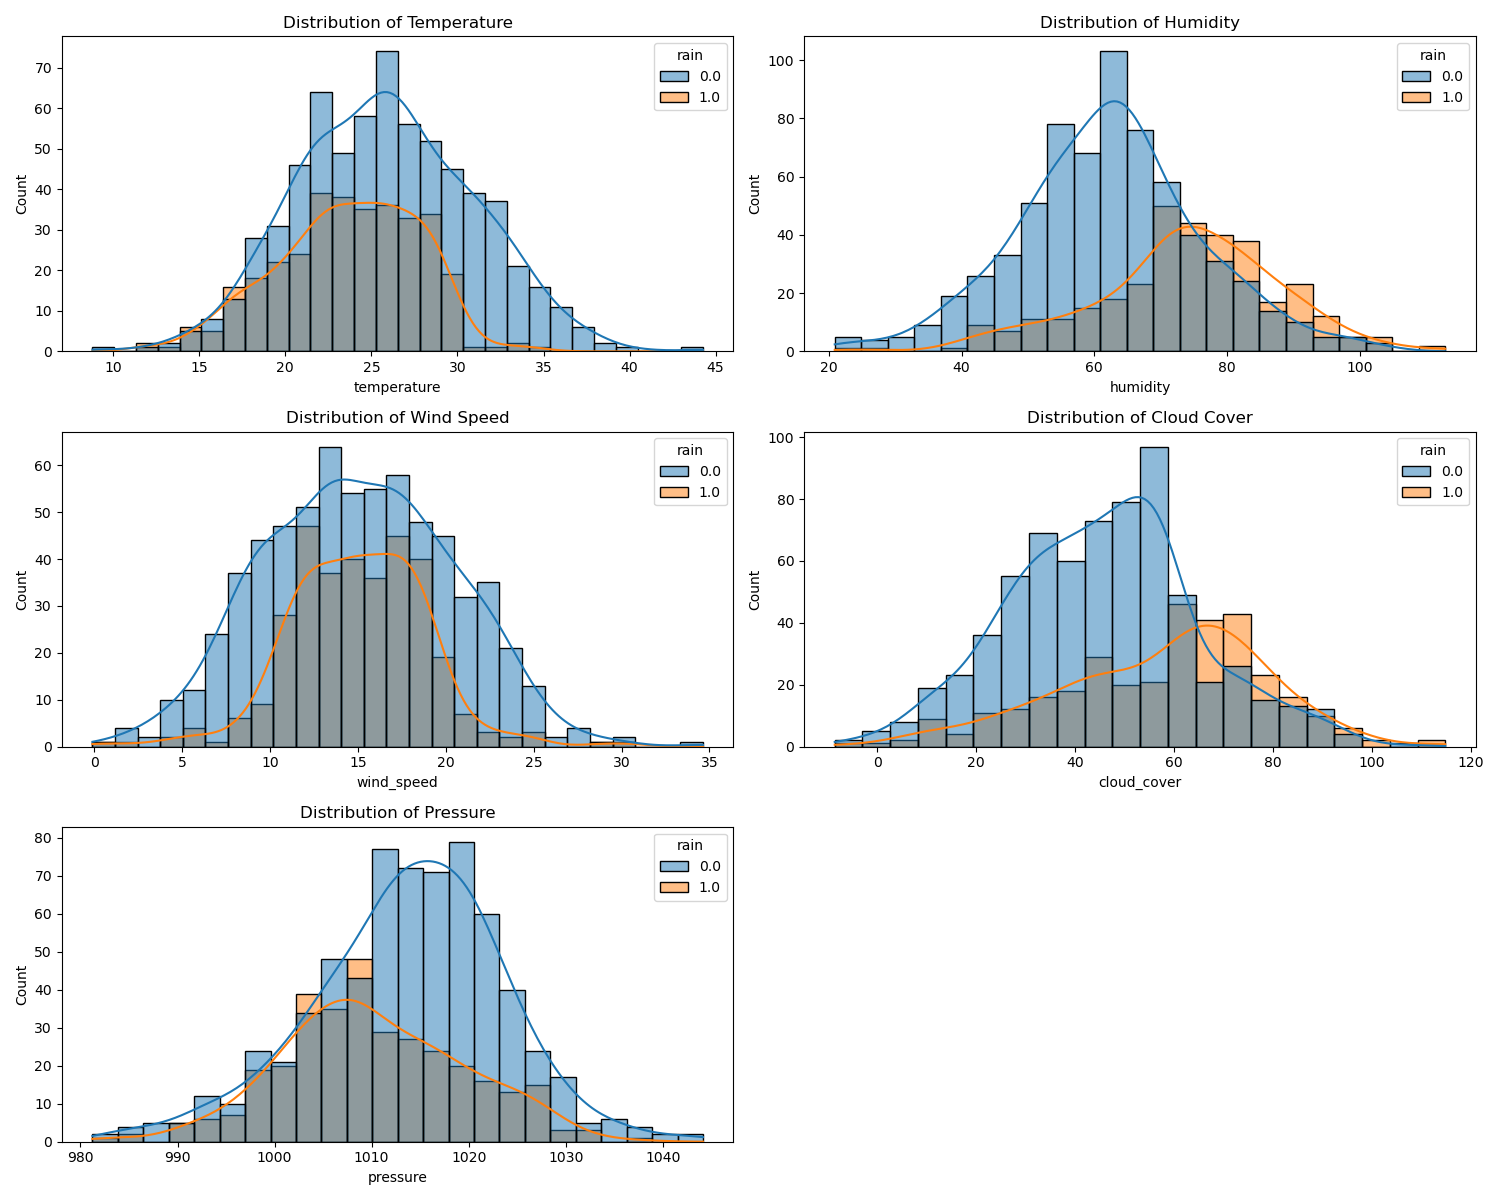 Distribution of Temperature
rain
0.0
1.0
Count
70
60
50
40
30
20
10
0
10 15 20 25 30 35 40 45
temperature
Distribution of Humidity
rain
0.0
1.0
Count
100
80
60
40
20
0
20 40 60 80 100
humidity
Distribution of Wind Speed
rain
0.0
1.0
Count
60
50
40
30
20
10
0
0 5 10 15 20 25 30 35
wind_speed
Distribution of Cloud Cover
rain
0.0
1.0
Count
100
80
60
40
20
0
0 20 40 60 80 100 120
cloud_cover
Distribution of Pressure
rain
0.0
1.0
Count
80
70
60
50
40
30
20
10
0
980 990 1000 1010 1020 1030 1040
pressure